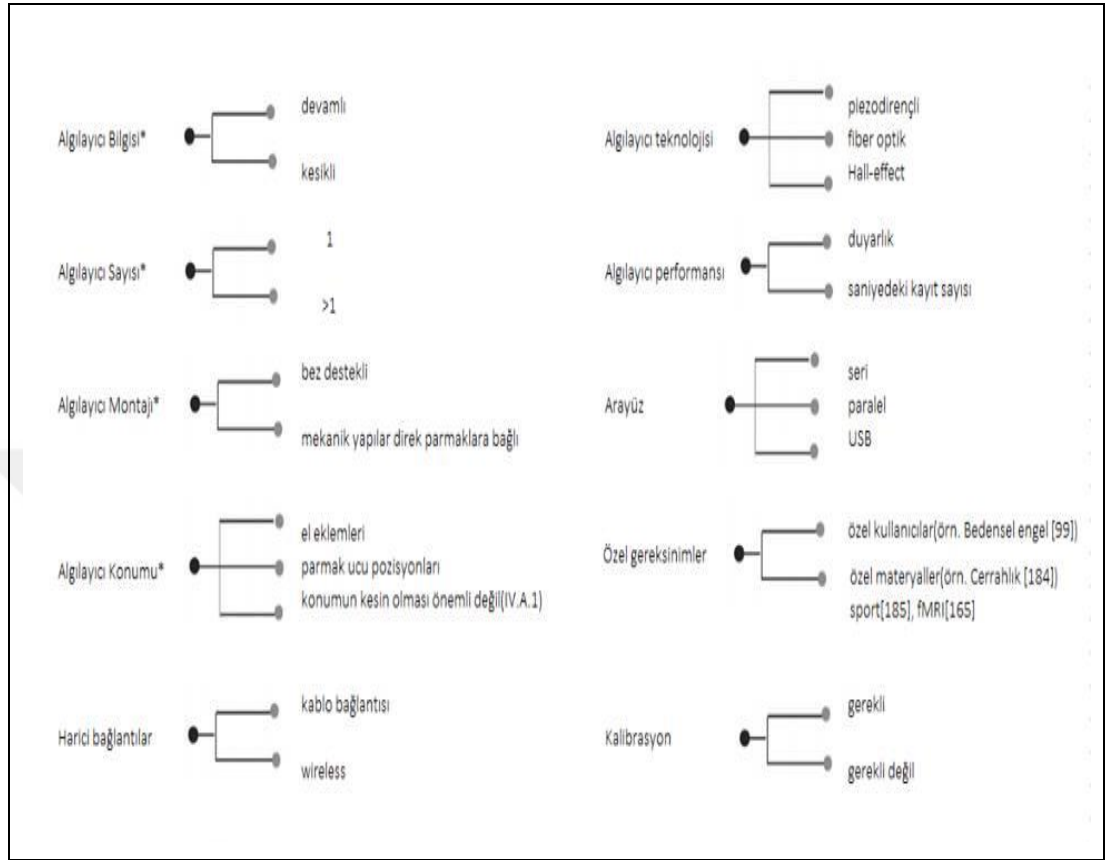 Algılayıcı Bilgisi*
devamlı
kesikli
Algılayıcı Sayısı*
1
>1
Algılayıcı Montajı*
bez destekli
mekanik yapılar direk parmaklara bağlı
Algılayıcı Konumu*
el eklemleri
parmak ucu pozisyonları
konumun kesin olması önemli değil(IV.A.1)
Harici bağlantılar
kablo bağlantısı
wireless
Algılayıcı teknolojisi
piezodirençli
fiber optik
Hall-effect
Algılayıcı performansı
duyarlık
saniyedeki kayıt sayısı
Arayüz
seri
paralel
USB
Özel gereksinimler
özel kullanıcılar(örn. Bedensel engel [99])
özel materyaller(örn. Cerrahlık [184])
sport[185], fMRI[165]
Kalibrasyon
gerekli
gerekli değil